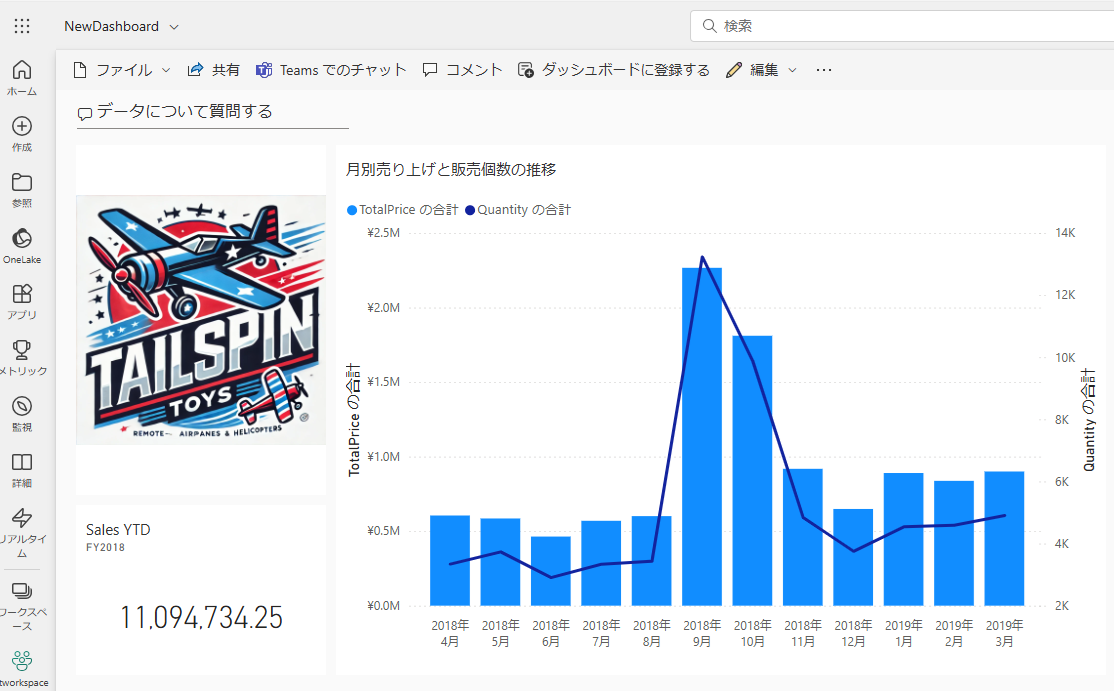 NewDashboard
検索
ファイル 共有 Teams でのチャット コメント ダッシュボードに登録する 編集 ...
ホーム
作成
参照
OneLake
アプリ
メトリック
監視
詳細
リアルタイ
ム
ワークスペ
ース
tworkspace
データについて質問する
TAILSPIN
TOYS
REMOTE- AIRPANES & HELICOPTERS
Sales YTD
FY2018
11,094,734.25
月別売り上げと販売個数の推移
TotalPrice の合計 Quantity の合計
¥2.5M
¥2.0M
¥1.5M
¥1.0M
¥0.5M
¥0.0M
TotalPrice の合計
14K
12K
10K
8K
6K
4K
2K
Quantity の合計
2018年 2018年 2018年 2018年 2018年 2018年 2018年 2018年 2018年 2019年 2019年 2019年
4月 5月 6月 7月 8月 9月 10月 11月 12月 1月 2月 3月